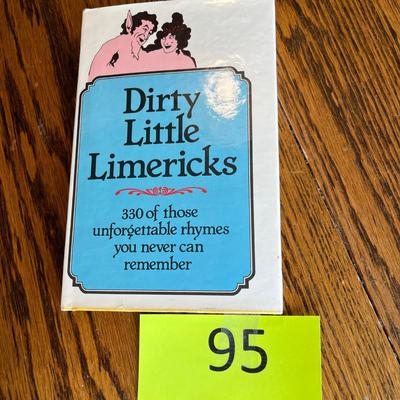 Dirty
Little
Limericks
330 of those
unforgettable rhymes
you never can
remember
95